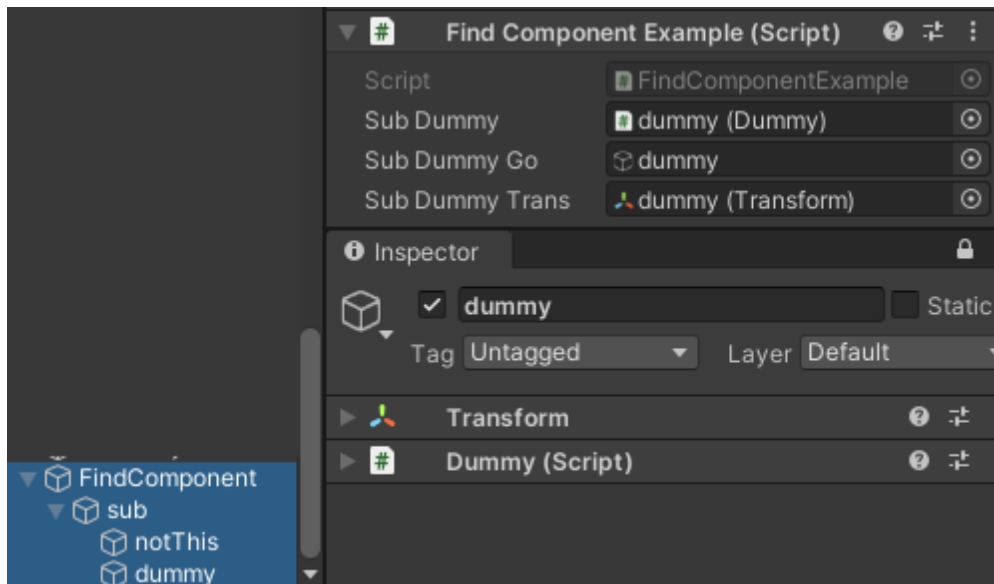 Find Component Example (Script)
Script FindComponentExample
Sub Dummy dummy (Dummy)
Sub Dummy Go dummy
Sub Dummy Trans dummy (Transform)
Inspector
dummy Static
Tag Untagged Layer Default
Transform
Dummy (Script)
FindComponent
sub
notThis
dummy